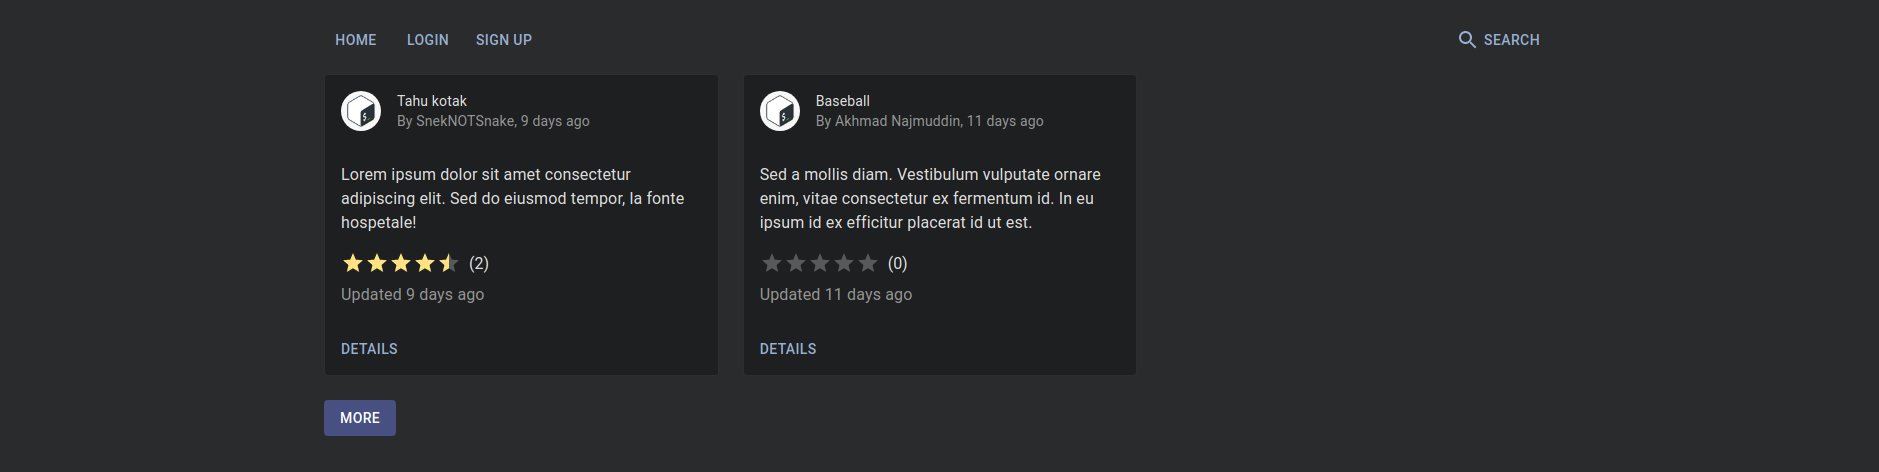 HOME LOGIN SIGN UP SEARCH
Tahu kotak
By SnekNOTSnake, 9 days ago
Lorem ipsum dolor sit amet consectetur
adipiscing elit. Sed do eiusmod tempor, la fonte
hospetale!
(2)
Updated 9 days ago
DETAILS
Baseball
By Akhmad Najmuddin, 11 days ago
Sed a mollis diam. Vestibulum vulputate ornare
enim, vitae consectetur ex fermentum id. In eu
ipsum id ex efficitur placerat id ut est.
(0)
Updated 11 days ago
DETAILS
MORE